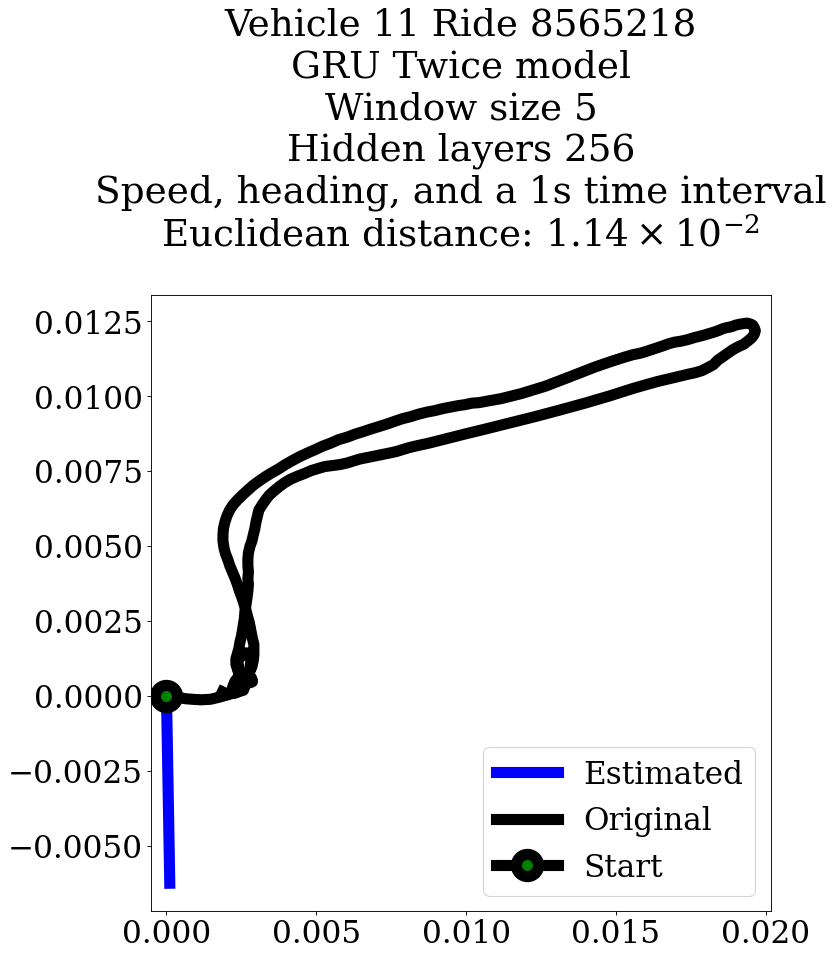 Vehicle 11 Ride 8565218
GRU Twice model
Window size 5
Hidden layers 256
Speed, heading, and a 1s time interval
Euclidean distance: 1.14 × 10⁻²
0.0125
0.0100
0.0075
0.0050
0.0025
0.0000
−0.0025
−0.0050
Estimated
Original
Start
0.000 0.005 0.010 0.015 0.020